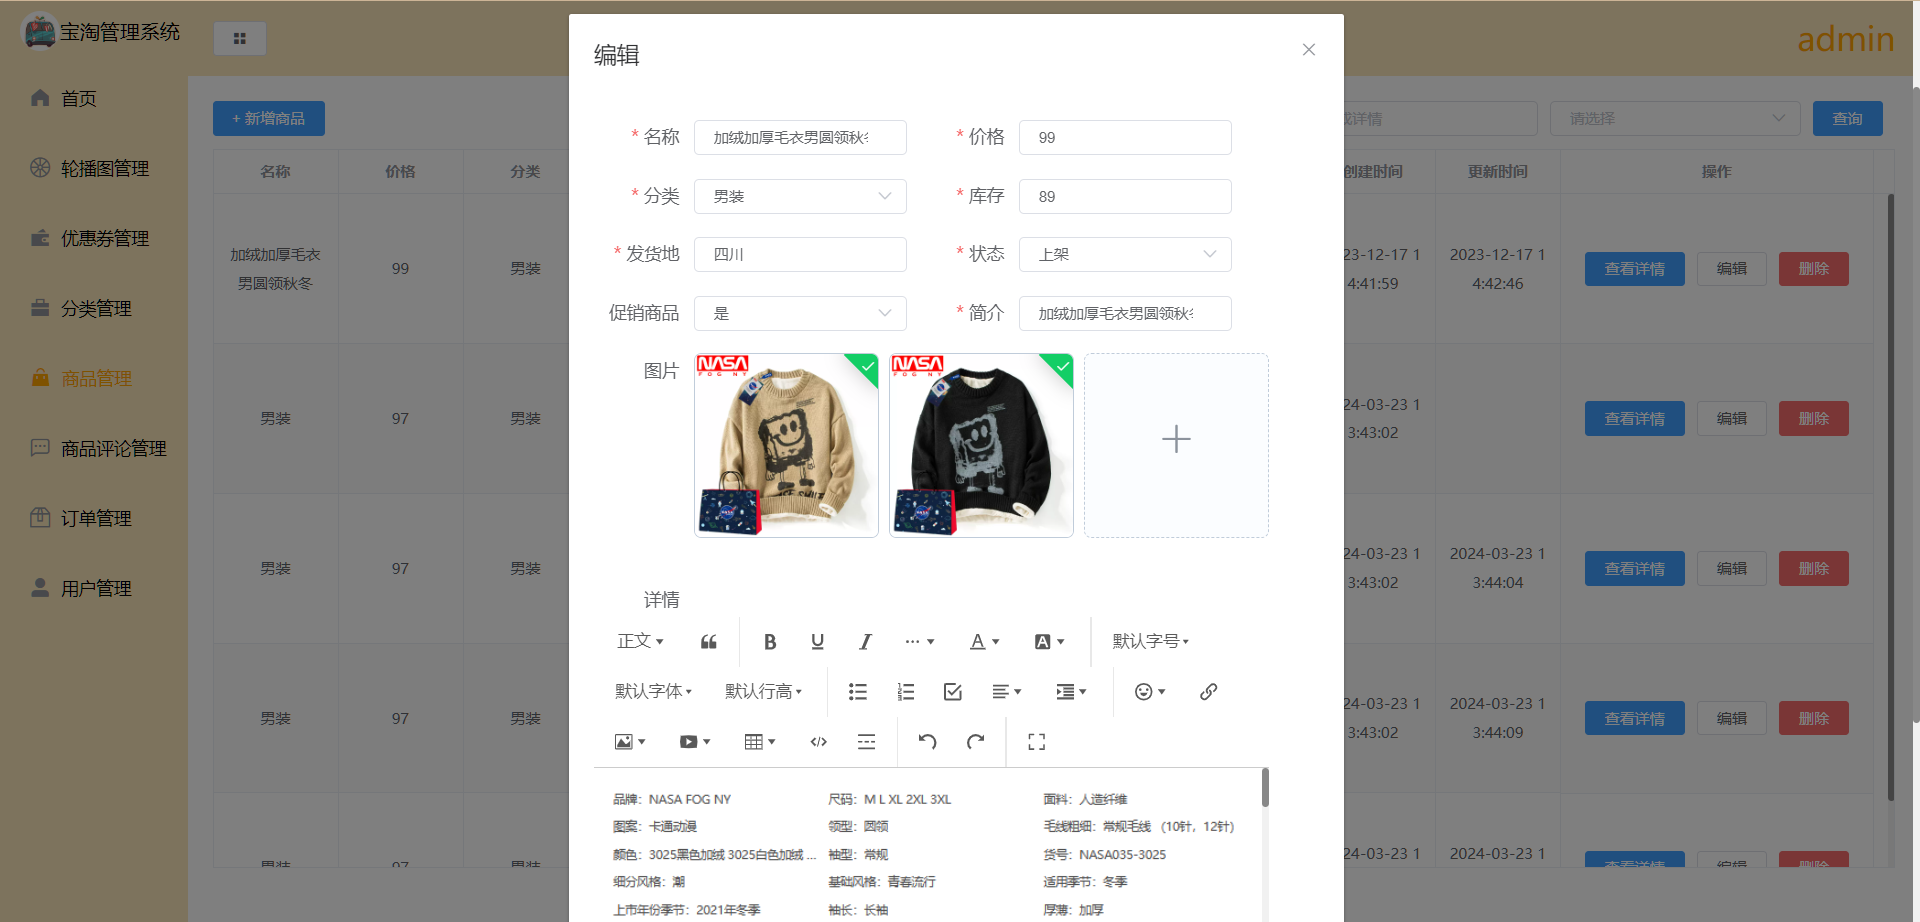 宝淘管理系统
admin
首页
轮播图管理
优惠券管理
分类管理
商品管理
商品评论管理
订单管理
用户管理
+ 新增商品
或详情
请选择
查询
名称 价格 分类 创建时间 更新时间 操作
加绒加厚毛衣
男圆领秋冬
99 男装
23-12-17 1
4:41:59
2023-12-17 1
4:42:46
查看详情 编辑 删除
男装 97 男装
24-03-23 1
3:43:02
查看详情 编辑 删除
男装 97 男装
24-03-23 1
3:43:02
2024-03-23 1
3:44:04
查看详情 编辑 删除
男装 97 男装
24-03-23 1
3:43:02
2024-03-23 1
3:44:09
查看详情 编辑 删除
男装 97 男装
24-03-23 1
2024-03-23 1
查看详情 编辑 删除
编辑
* 名称 加绒加厚毛衣男圆领秋冬
* 价格 99
* 分类 男装
* 库存 89
* 发货地 四川
* 状态 上架
促销商品 是
* 简介 加绒加厚毛衣男圆领秋冬
图片
NASA
FOG NY
NASA
FOG NY
详情
正文 B U I ··· A A 默认字号
默认字体 默认行高
品牌：NASA FOG NY 尺码：M L XL 2XL 3XL 面料：人造纤维
图案：卡通动漫 领型：圆领 毛线粗细：常规毛线 （10针，12针）
颜色：3025黑色加绒 3025白色加绒 ... 袖型：常规 货号：NASA035-3025
细分风格：潮 基础风格：青春流行 适用季节：冬季
上市年份季节：2021年冬季 袖长：长袖 厚薄：加厚